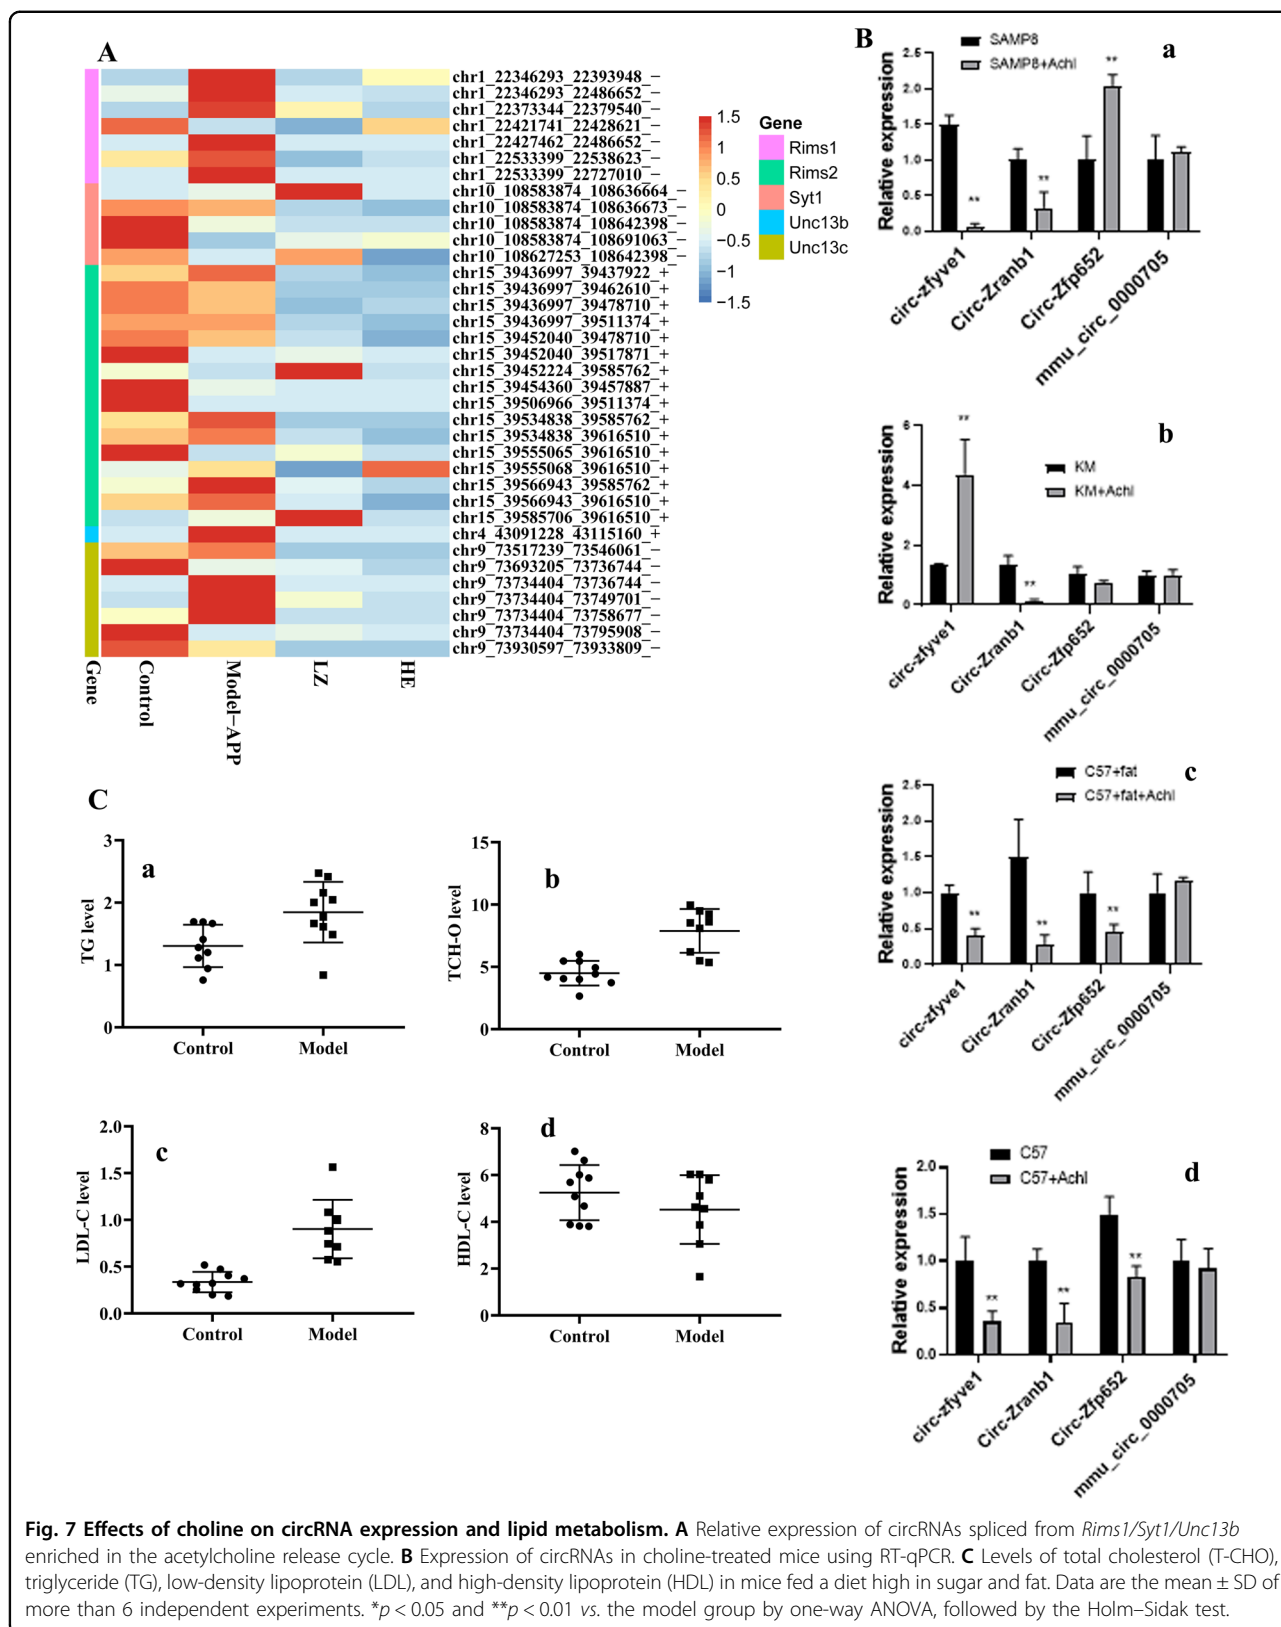 A
chr1_22346293_22393948_−
chr1_22346293_22486652_−
chr1_22373344_22379540_−
chr1_22421741_22428621_−
chr1_22427462_22486652_−
chr1_22533399_22538623_−
chr1_22533399_22727010_−
chr10_108583874_108636664_−
chr10_108583874_108636673_−
chr10_108583874_108642398_−
chr10_108583874_108691063_−
chr10_108627253_108642398_−
chr15_39436997_39437922_+
chr15_39436997_39462610_+
chr15_39436997_39478710_+
chr15_39436997_39511374_+
chr15_39452040_39478710_+
chr15_39452040_39517871_+
chr15_39452224_39585762_+
chr15_39454360_39457887_+
chr15_39506966_39511374_+
chr15_39534838_39585762_+
chr15_39534838_39616510_+
chr15_39555065_39616510_+
chr15_39555068_39616510_+
chr15_39566943_39585762_+
chr15_39566943_39616510_+
chr15_39585706_39616510_+
chr4_43091228_43115160_+
chr9_73517239_73546061_−
chr9_73693205_73736744_−
chr9_73734404_73736744_−
chr9_73734404_73749701_−
chr9_73734404_73758677_−
chr9_73734404_73795908_−
chr9_73930597_73933809_−
Gene
Control
Model−APP
LZ
HE
1.5
1
0.5
0
−0.5
−1
−1.5
Gene
Rims1
Rims2
Syt1
Unc13b
Unc13c
B
a
SAMP8
SAMP8+Achl
Relative expression
2.5
2.0
1.5
1.0
0.5
0.0
**
**
**
circ-zfyve1
Circ-Zranb1
Circ-Zfp652
mmu_circ_0000705
b
KM
KM+Achl
Relative expression
6
4
2
0
**
**
circ-zfyve1
Circ-Zranb1
Circ-Zfp652
mmu_circ_0000705
c
C57+fat
C57+fat+Achl
Relative expression
2.5
2.0
1.5
1.0
0.5
0.0
**
**
**
circ-zfyve1
Circ-Zranb1
Circ-Zfp652
mmu_circ_0000705
d
C57
C57+Achl
Relative expression
2.0
1.5
1.0
0.5
0.0
**
**
**
circ-zfyve1
Circ-Zranb1
Circ-Zfp652
mmu_circ_0000705
C
a
TG level
3
2
1
0
Control
Model
b
TCH-O level
15
10
5
0
Control
Model
c
LDL-C level
2.0
1.5
1.0
0.5
0.0
Control
Model
d
HDL-C level
8
6
4
2
0
Control
Model
Fig. 7 Effects of choline on circRNA expression and lipid metabolism. A Relative expression of circRNAs spliced from Rims1/Syt1/Unc13b
enriched in the acetylcholine release cycle. B Expression of circRNAs in choline-treated mice using RT-qPCR. C Levels of total cholesterol (T-CHO),
triglyceride (TG), low-density lipoprotein (LDL), and high-density lipoprotein (HDL) in mice fed a diet high in sugar and fat. Data are the mean ± SD of
more than 6 independent experiments. *p < 0.05 and **p < 0.01 vs. the model group by one-way ANOVA, followed by the Holm–Sidak test.